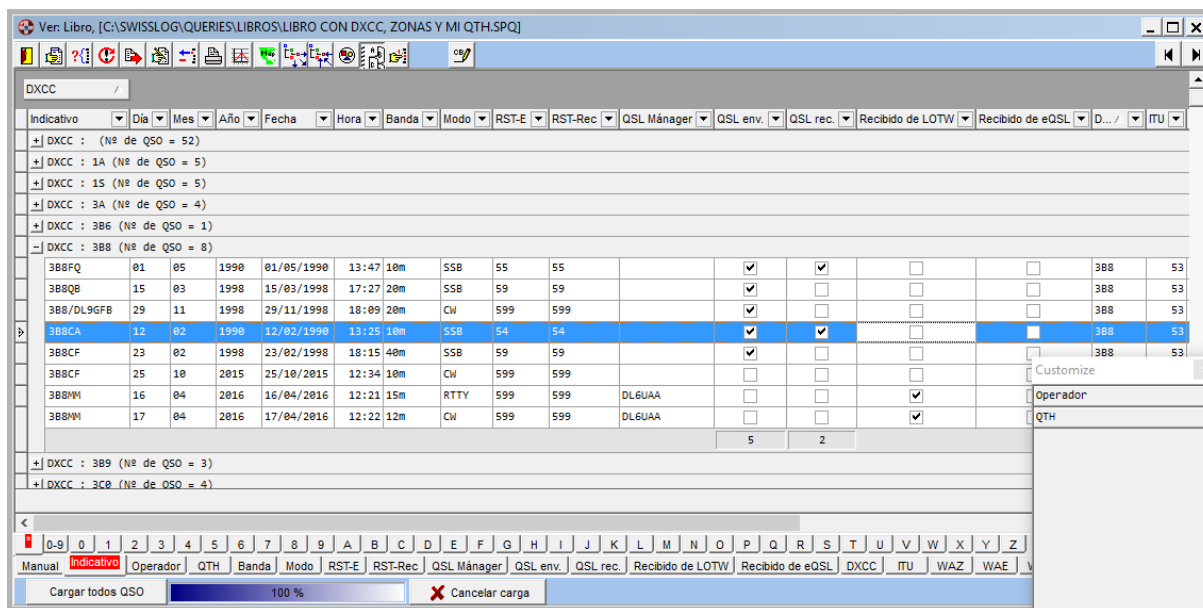 Ver: Libro, [C:\SWISSLOG\QUERIES\LIBROS\LIBRO CON DXCC, ZONAS Y MI QTH.SPQ]
DXCC
Indicativo Día Mes Año Fecha Hora Banda Modo RST-E RST-Rec QSL Mánager QSL env. QSL rec. Recibido de LOTW Recibido de eQSL D... ITU
DXCC : (Nº de QSO = 52)
DXCC : 1A (Nº de QSO = 5)
DXCC : 1S (Nº de QSO = 5)
DXCC : 3A (Nº de QSO = 4)
DXCC : 3B6 (Nº de QSO = 1)
DXCC : 3B8 (Nº de QSO = 8)
3B8FQ 01 05 1990 01/05/1990 13:47 10m SSB 55 55 3B8 53
3B8QB 15 03 1998 15/03/1998 17:27 20m SSB 59 59 3B8 53
3B8/DL9GFB 29 11 1998 29/11/1998 18:09 20m CW 599 599 3B8 53
3B8CA 12 02 1990 12/02/1990 13:25 10m SSB 54 54 3B8 53
3B8CF 23 02 1998 23/02/1998 18:15 40m SSB 59 59 3B8 53
3B8CF 25 10 2015 25/10/2015 12:34 10m CW 599 599
Customize
3B8MM 16 04 2016 16/04/2016 12:21 15m RTTY 599 599 DL6UAA
Operador
3B8MM 17 04 2016 17/04/2016 12:22 12m CW 599 599 DL6UAA
QTH
5 2
DXCC : 3B9 (Nº de QSO = 3)
DXCC : 3C0 (Nº de QSO = 4)
* 0-9 0 1 2 3 4 5 6 7 8 9 A B C D E F G H I J K L M N O P Q R S T U V W X Y Z
Manual Indicativo Operador QTH Banda Modo RST-E RST-Rec QSL Mánager QSL env. QSL rec. Recibido de LOTW Recibido de eQSL DXCC ITU WAZ WAE
Cargar todos QSO 100 % Cancelar carga